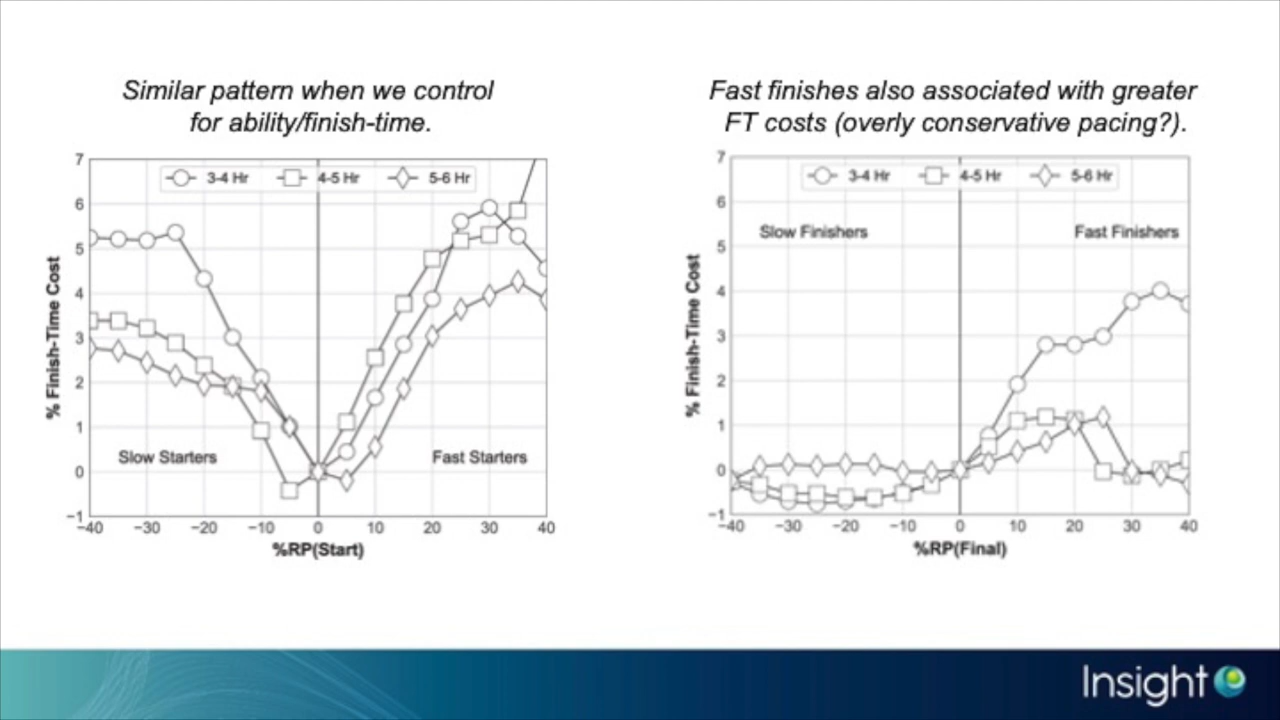 Similar pattern when we control
for ability/finish-time.
7
6
5
4
3
2
1
0
−1
% Finish-Time Cost
3-4 Hr 4-5 Hr 5-6 Hr
Slow Starters Fast Starters
−40 −30 −20 −10 0 10 20 30 40
%RP(Start)
Fast finishes also associated with greater
FT costs (overly conservative pacing?).
7
6
5
4
3
2
1
0
−1
% Finish-Time Cost
3-4 Hr 4-5 Hr 5-6 Hr
Slow Finishers Fast Finishers
−40 −30 −20 −10 0 10 20 30 40
%RP(Final)
Insight